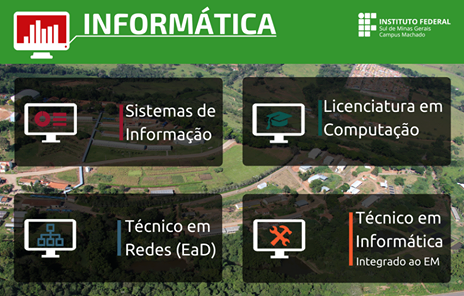 INFORMÁTICA
INSTITUTO FEDERAL
Sul de Minas Gerais
Campus Machado
Sistemas de
Informação
Licenciatura em
Computação
Técnico em
Redes (EaD)
Técnico em
Informática
Integrado ao EM